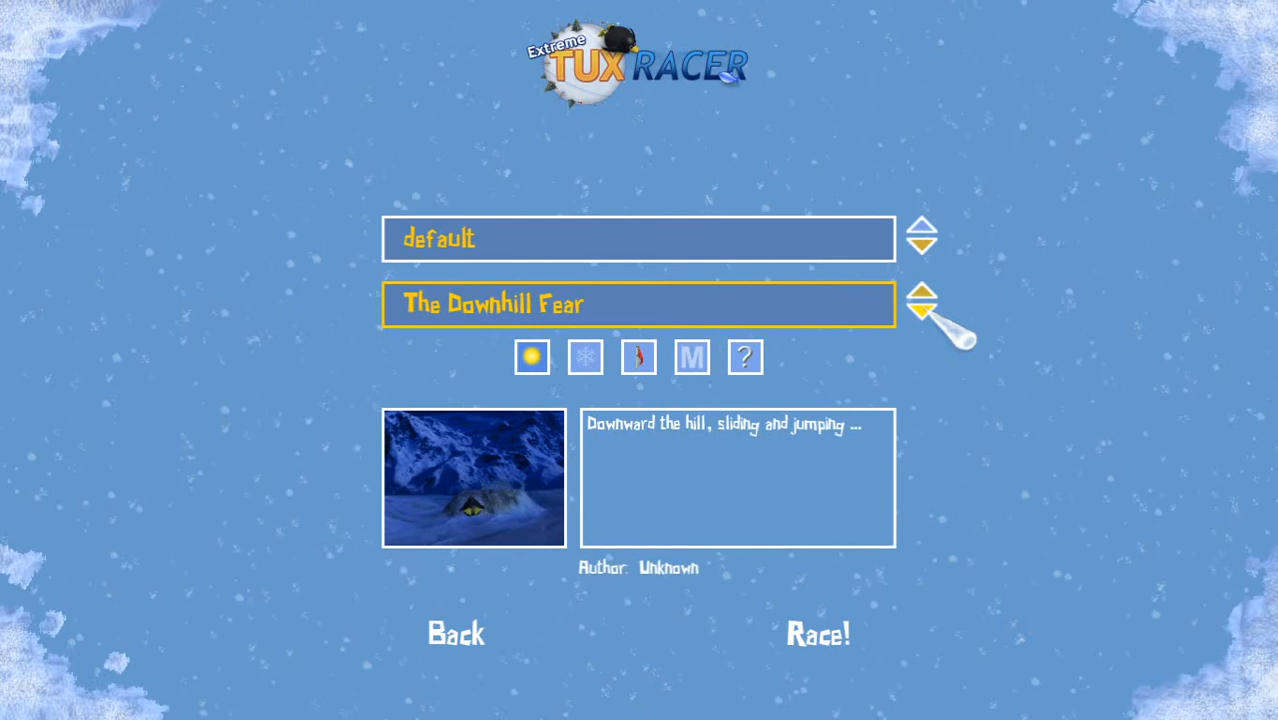 Extreme
TUX RACER
default
The Downhill Fear
M
?
Downward the hill, sliding and jumping ...
Author: Unknown
Back
Race!